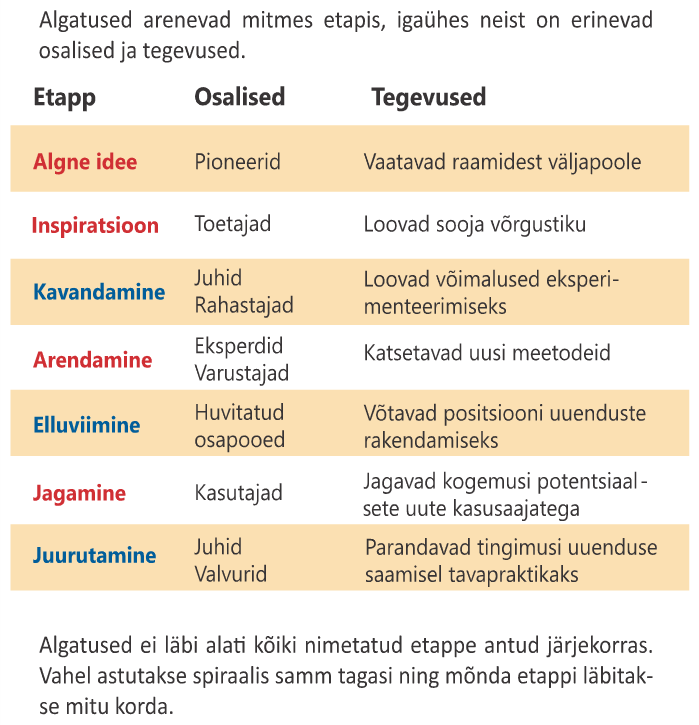 Algatused arenevad mitmes etapis, igaühes neist on erinevad
osalised ja tegevused.
Etapp Osalised Tegevused
Algne idee Pioneerid Vaatavad raamidest väljapoole
Inspiratsioon Toetajad Loovad sooja võrgustiku
Kavandamine Juhid Rahastajad Loovad võimalused eksperi-
menteerimiseks
Arendamine Eksperdid Varustajad Katsetavad uusi meetodeid
Elluviimine Huvitatud osapooed Võtavad positsiooni uuenduste
rakendamiseks
Jagamine Kasutajad Jagavad kogemusi potentsiaal-
sete uute kasusaajatega
Juurutamine Juhid Valvurid Parandavad tingimusi uuenduse
saamisel tavapraktikaks
Algatused ei läbi alati kõiki nimetatud etappe antud järjekorras.
Vahel astutakse spiraalis samm tagasi ning mõnda etappi läbitak-
se mitu korda.